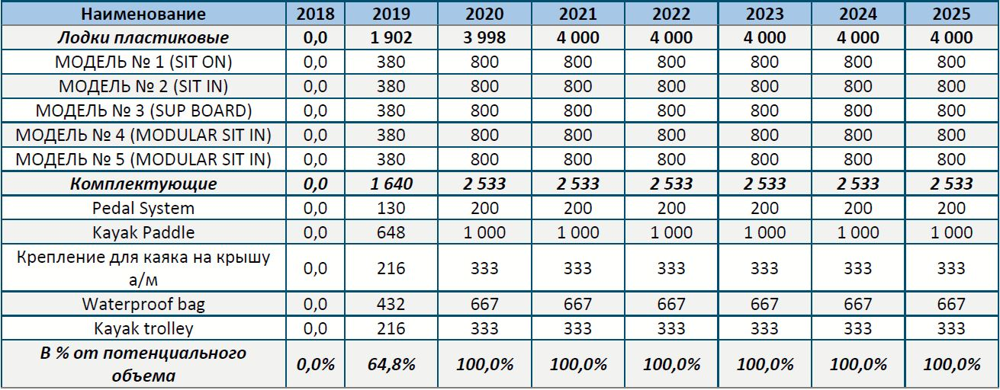 Наименование 2018 2019 2020 2021 2022 2023 2024 2025
Лодки пластиковые 0,0 1 902 3 998 4 000 4 000 4 000 4 000 4 000
МОДЕЛЬ № 1 (SIT ON) 0,0 380 800 800 800 800 800 800
МОДЕЛЬ № 2 (SIT IN) 0,0 380 800 800 800 800 800 800
МОДЕЛЬ № 3 (SUP BOARD) 0,0 380 800 800 800 800 800 800
МОДЕЛЬ № 4 (MODULAR SIT IN) 0,0 380 800 800 800 800 800 800
МОДЕЛЬ № 5 (MODULAR SIT IN) 0,0 380 800 800 800 800 800 800
Комплектующие 0,0 1 640 2 533 2 533 2 533 2 533 2 533 2 533
Pedal System 0,0 130 200 200 200 200 200 200
Kayak Paddle 0,0 648 1 000 1 000 1 000 1 000 1 000 1 000
Крепление для каяка на крышу
а/м 0,0 216 333 333 333 333 333 333
Waterproof bag 0,0 432 667 667 667 667 667 667
Kayak trolley 0,0 216 333 333 333 333 333 333
В % от потенциального
объема 0,0% 64,8% 100,0% 100,0% 100,0% 100,0% 100,0% 100,0%